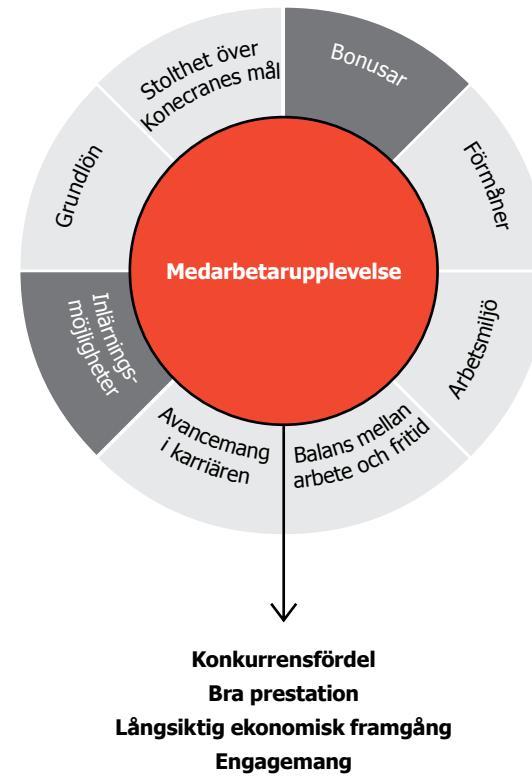 Stolthet över
Konecranes mål
Bonusar
Förmåner
Arbetsmiljö
Balans mellan
arbete och fritid
Avancemang
i karriären
Inlärnings-
möjligheter
Grundlön
Medarbetarupplevelse
Konkurrensfördel
Bra prestation
Långsiktig ekonomisk framgång
Engagemang